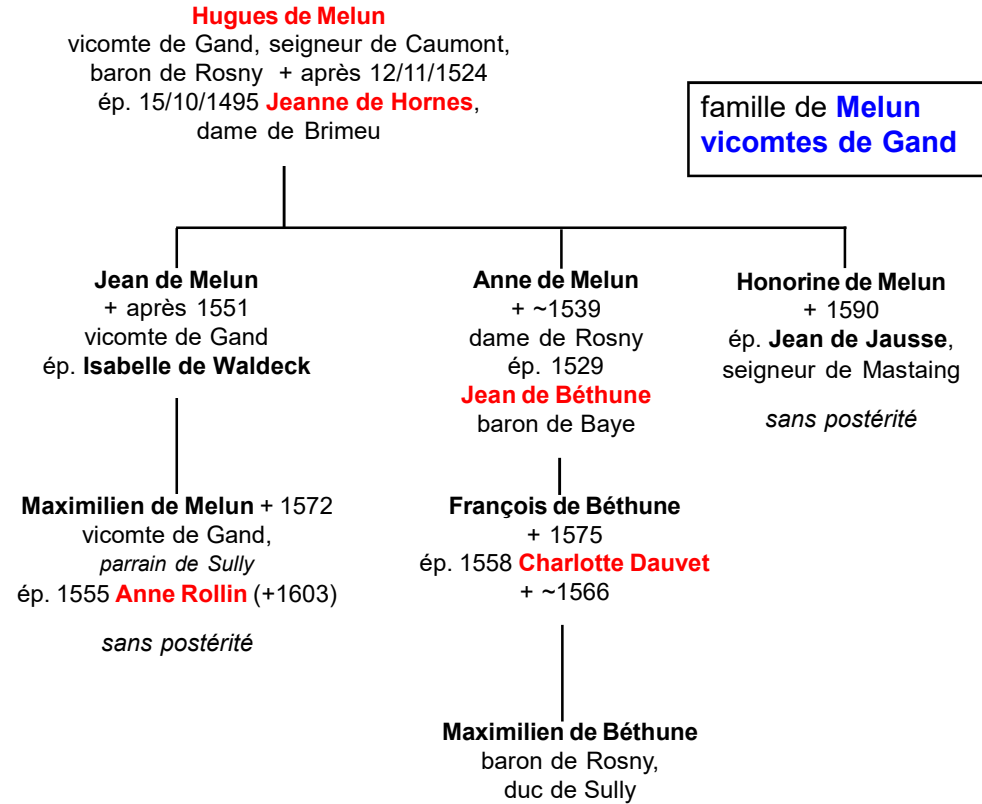 Hugues de Melun
vicomte de Gand, seigneur de Caumont,
baron de Rosny + après 12/11/1524
ép. 15/10/1495 Jeanne de Hornes,
dame de Brimeu
famille de Melun
vicomtes de Gand
Jean de Melun
+ après 1551
vicomte de Gand
ép. Isabelle de Waldeck
Anne de Melun
+ ~1539
dame de Rosny
ép. 1529
Jean de Béthune
baron de Baye
Honorine de Melun
+ 1590
ép. Jean de Jausse,
seigneur de Mastaing
sans postérité
Maximilien de Melun + 1572
vicomte de Gand,
parrain de Sully
ép. 1555 Anne Rollin (+1603)
sans postérité
François de Béthune
+ 1575
ép. 1558 Charlotte Dauvet
+ ~1566
Maximilien de Béthune
baron de Rosny,
duc de Sully